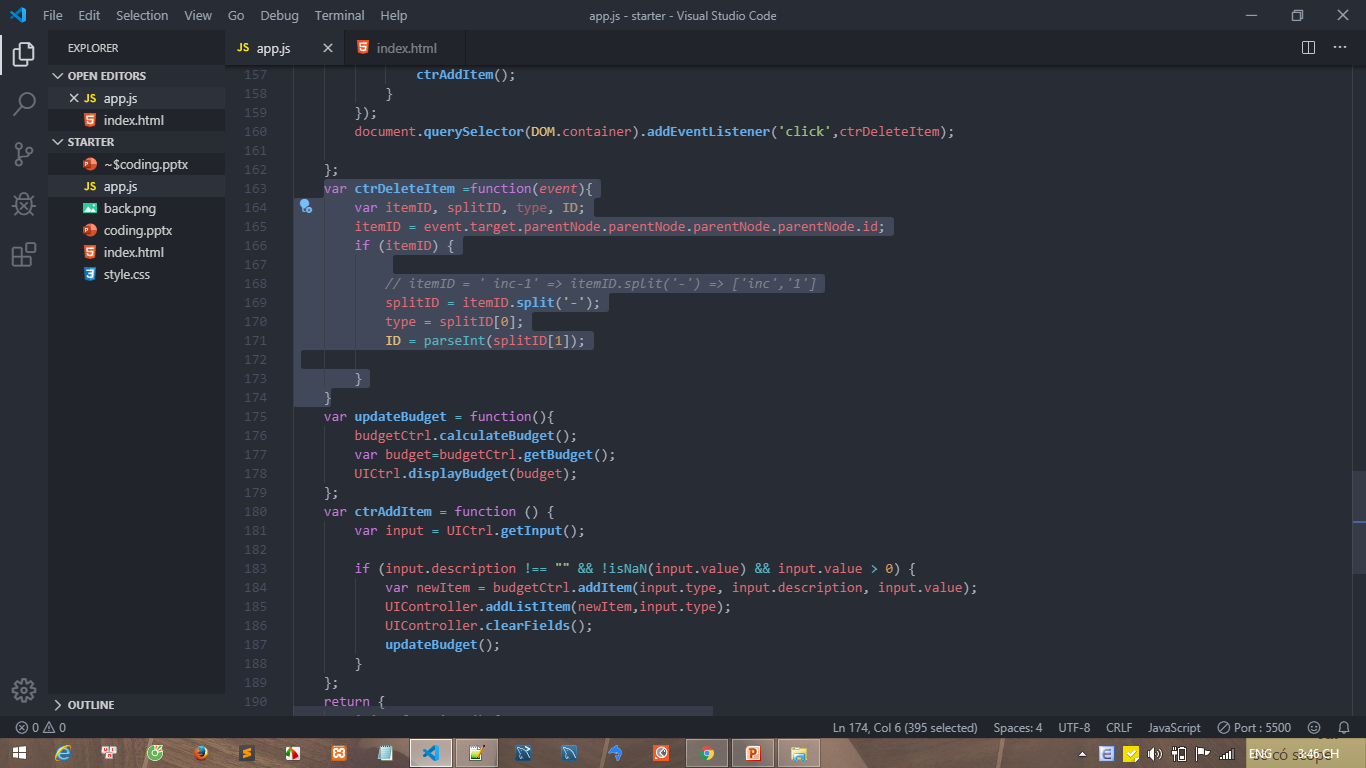 File Edit Selection View Go Debug Terminal Help app.js - starter - Visual Studio Code
EXPLORER
OPEN EDITORS
JS app.js
index.html
STARTER
~$coding.pptx
JS app.js
back.png
coding.pptx
index.html
style.css
OUTLINE
JS app.js index.html
157 ctrAddItem();
158 }
159 });
160 document.querySelector(DOM.container).addEventListener('click',ctrDeleteItem);
161
162 };
163 var ctrDeleteItem =function(event){
164 var itemID, splitID, type, ID;
165 itemID = event.target.parentNode.parentNode.parentNode.parentNode.id;
166 if (itemID) {
167
168 // itemID = ' inc-1' => itemID.split('-') => ['inc','1']
169 splitID = itemID.split('-');
170 type = splitID[0];
171 ID = parseInt(splitID[1]);
172
173 }
174 }
175 var updateBudget = function(){
176 budgetCtrl.calculateBudget();
177 var budget=budgetCtrl.getBudget();
178 UICtrl.displayBudget(budget);
179 };
180 var ctrAddItem = function () {
181 var input = UICtrl.getInput();
182
183 if (input.description !== "" && !isNaN(input.value) && input.value > 0) {
184 var newItem = budgetCtrl.addItem(input.type, input.description, input.value);
185 UIController.addListItem(newItem,input.type);
186 UIController.clearFields();
187 updateBudget();
188 }
189 };
190 return {
0 0 Ln 174, Col 6 (395 selected) Spaces: 4 UTF-8 CRLF JavaScript Port : 5500
ENG 3:46 CH